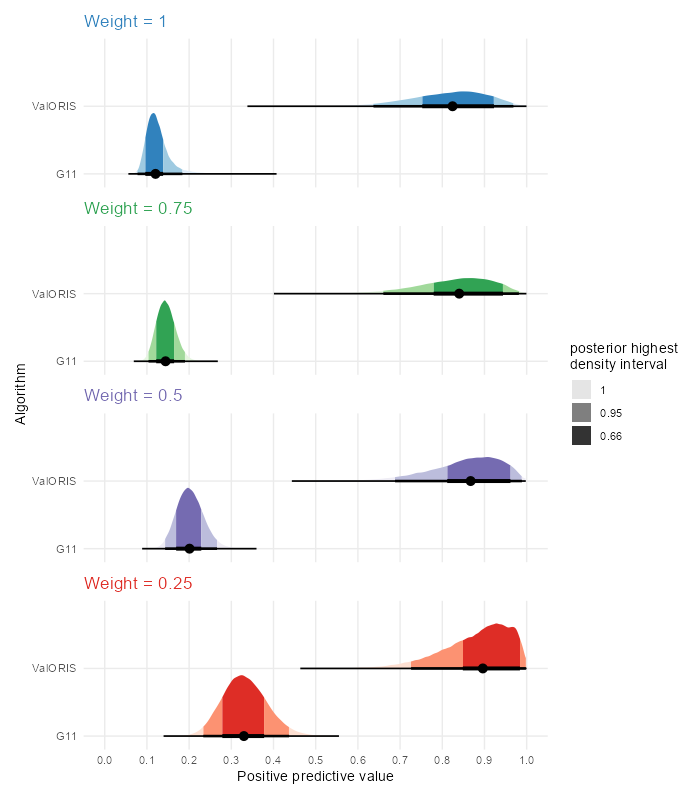 Weight = 1
ValORIS
G11
Weight = 0.75
ValORIS
G11
Weight = 0.5
ValORIS
G11
Weight = 0.25
ValORIS
G11
0.0 0.1 0.2 0.3 0.4 0.5 0.6 0.7 0.8 0.9 1.0
Positive predictive value
Algorithm
posterior highest
density interval
1
0.95
0.66